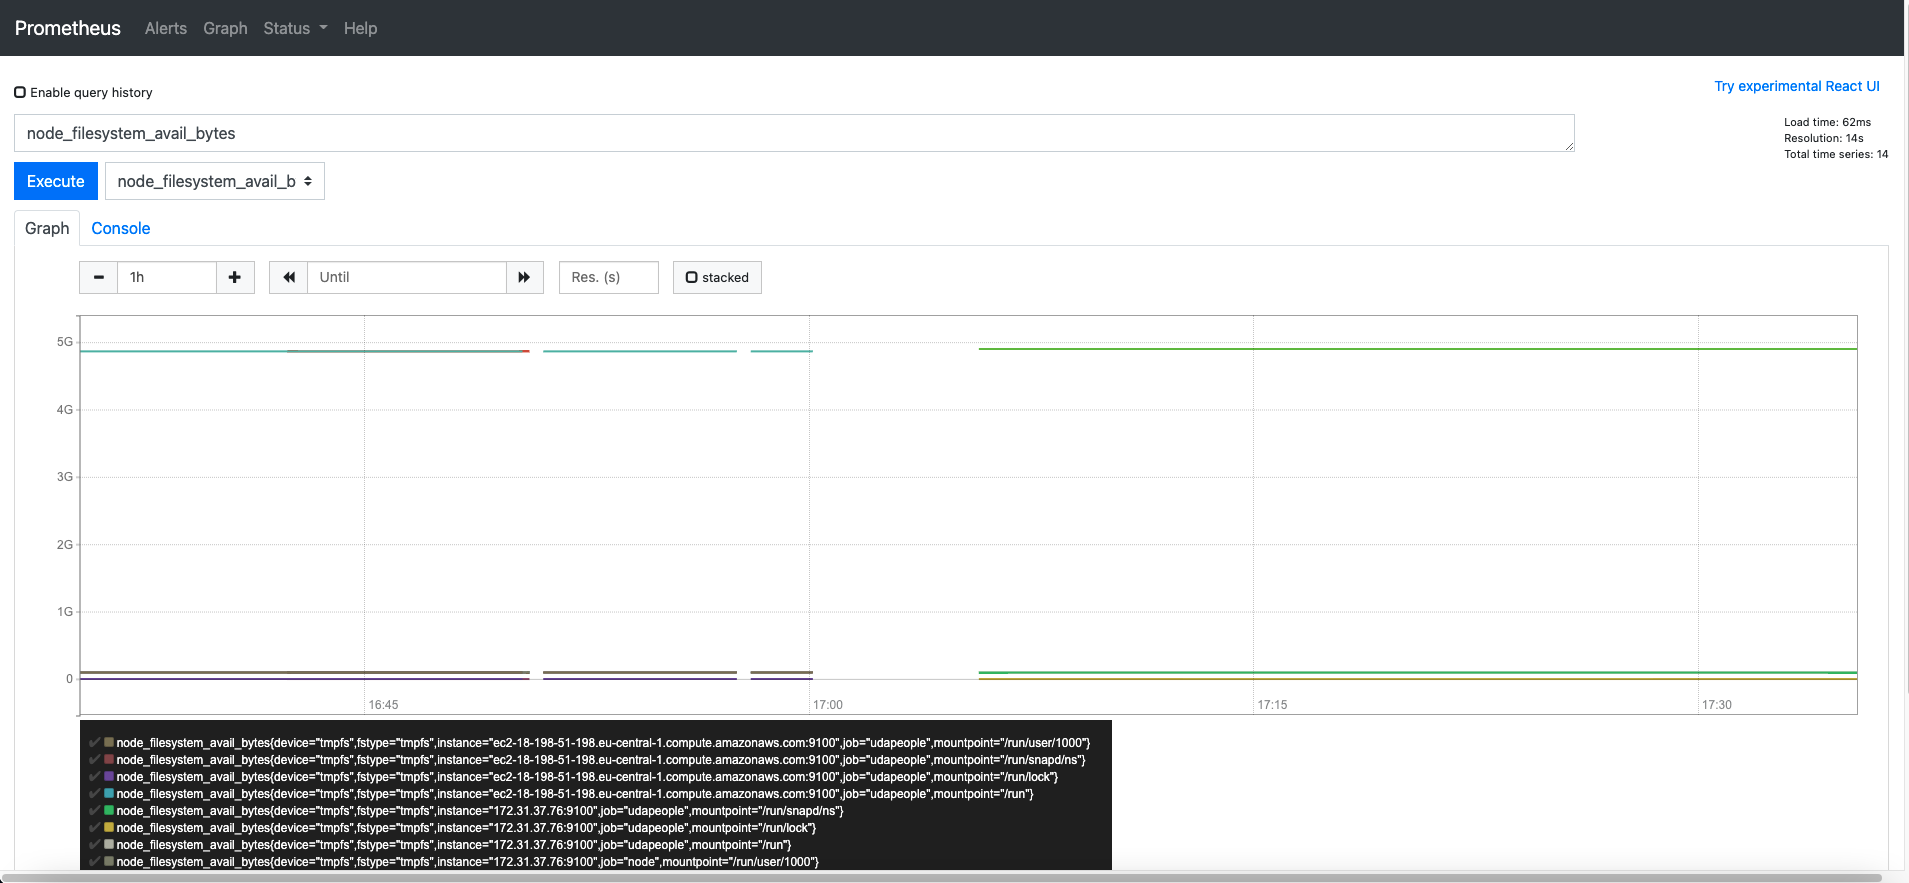 Prometheus Alerts Graph Status Help
Enable query history
Try experimental React UI
node_filesystem_avail_bytes
Load time: 62ms
Resolution: 14s
Total time series: 14
Execute node_filesystem_avail_b
Graph Console
1h Until Res. (s) stacked
5G
4G
3G
2G
1G
0
16:45 17:00 17:15 17:30
node_filesystem_avail_bytes{device="tmpfs",fstype="tmpfs",instance="ec2-18-198-51-198.eu-central-1.compute.amazonaws.com:9100",job="udapeople",mountpoint="/run/user/1000"}
node_filesystem_avail_bytes{device="tmpfs",fstype="tmpfs",instance="ec2-18-198-51-198.eu-central-1.compute.amazonaws.com:9100",job="udapeople",mountpoint="/run/snapd/ns"}
node_filesystem_avail_bytes{device="tmpfs",fstype="tmpfs",instance="ec2-18-198-51-198.eu-central-1.compute.amazonaws.com:9100",job="udapeople",mountpoint="/run/lock"}
node_filesystem_avail_bytes{device="tmpfs",fstype="tmpfs",instance="ec2-18-198-51-198.eu-central-1.compute.amazonaws.com:9100",job="udapeople",mountpoint="/run"}
node_filesystem_avail_bytes{device="tmpfs",fstype="tmpfs",instance="172.31.37.76:9100",job="udapeople",mountpoint="/run/snapd/ns"}
node_filesystem_avail_bytes{device="tmpfs",fstype="tmpfs",instance="172.31.37.76:9100",job="udapeople",mountpoint="/run/lock"}
node_filesystem_avail_bytes{device="tmpfs",fstype="tmpfs",instance="172.31.37.76:9100",job="udapeople",mountpoint="/run"}
node_filesystem_avail_bytes{device="tmpfs",fstype="tmpfs",instance="172.31.37.76:9100",job="node",mountpoint="/run/user/1000"}